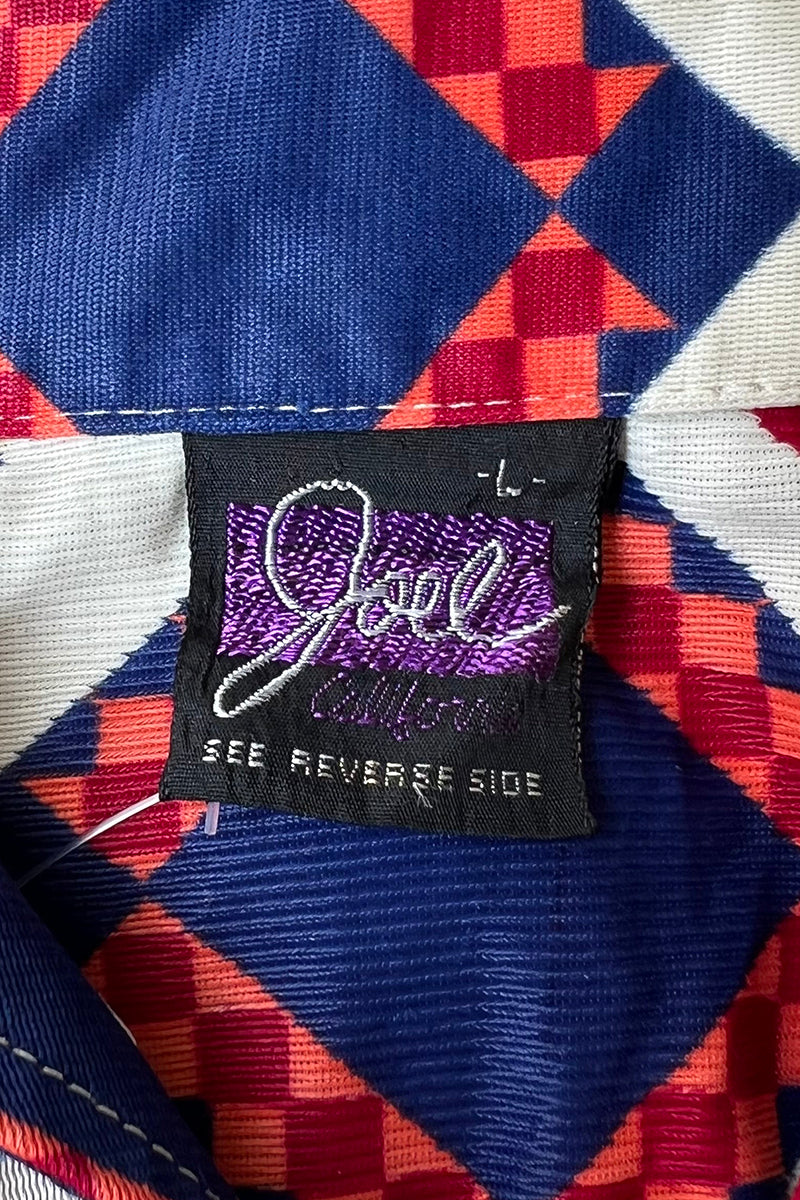 -L-
Joel
California
SEE REVERSE SIDE